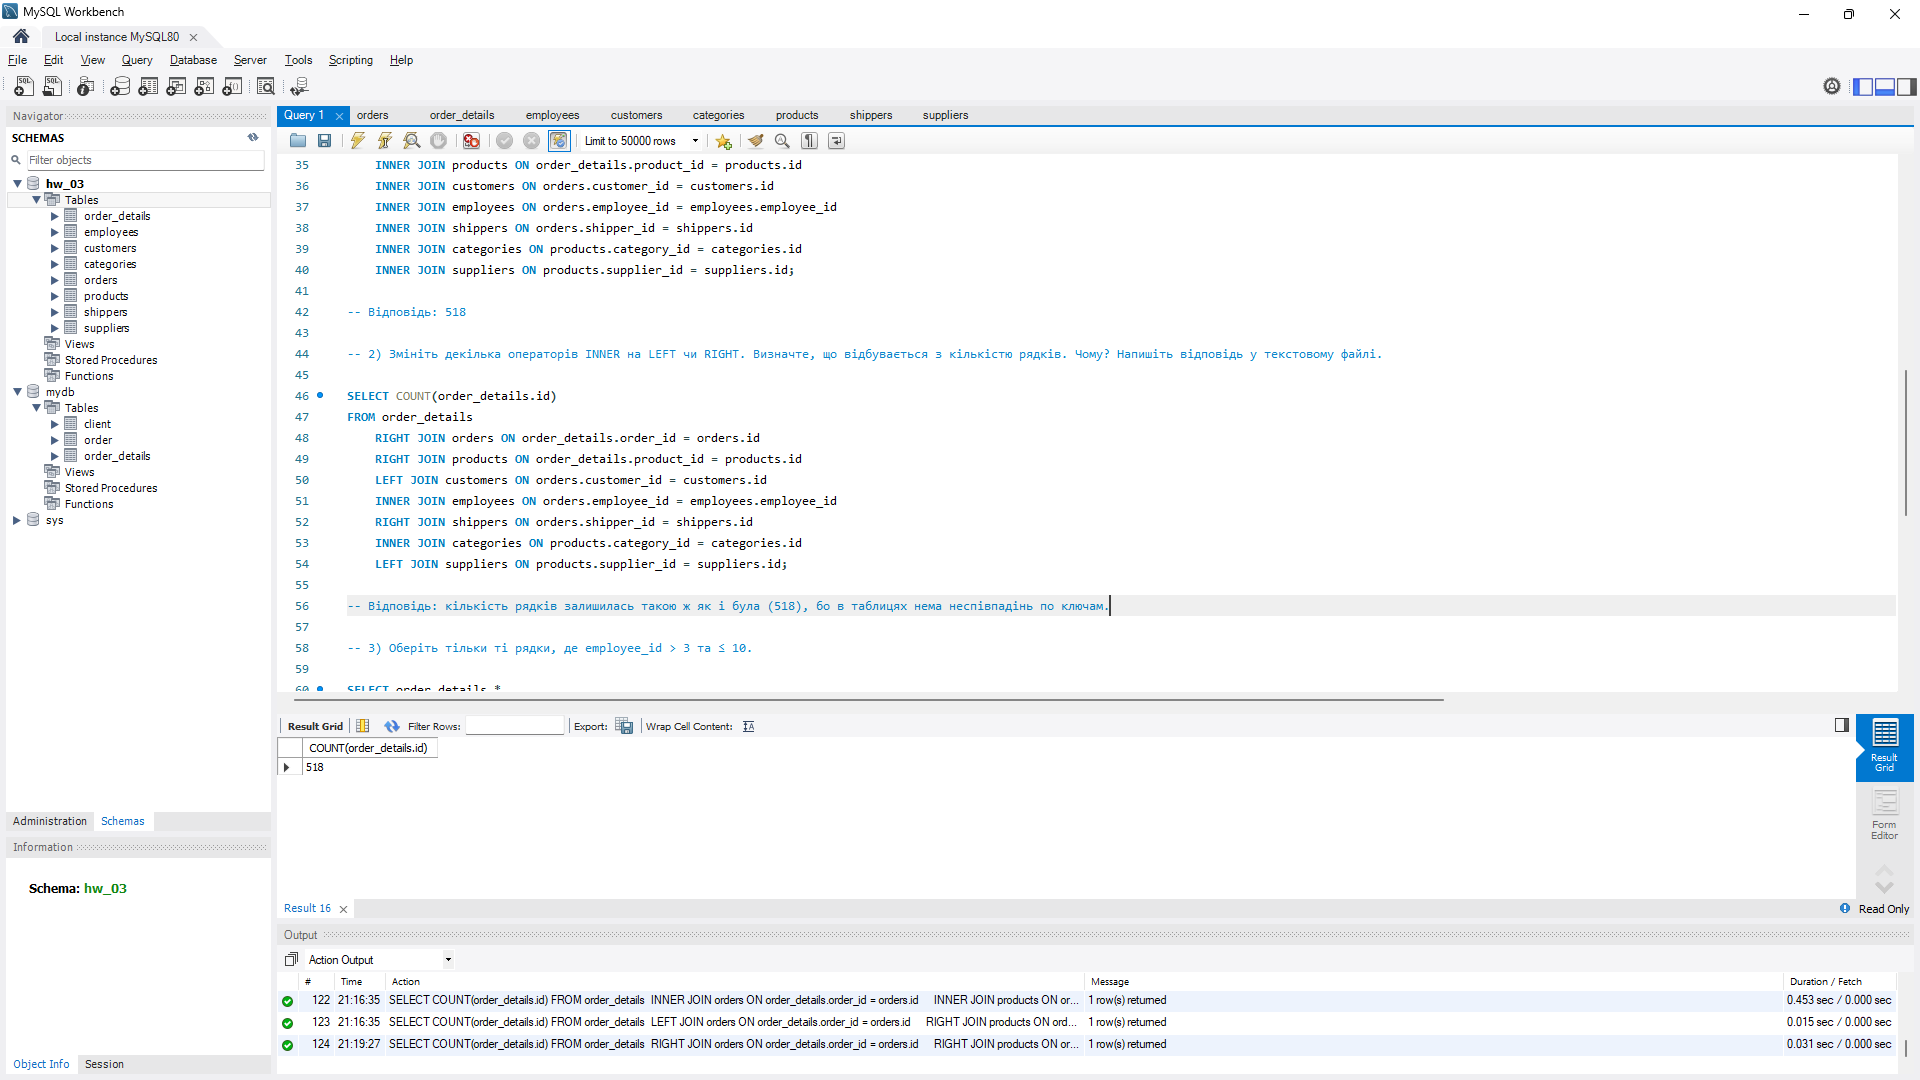 MySQL Workbench
Local instance MySQL80
File Edit View Query Database Server Tools Scripting Help
Navigator
SCHEMAS
Filter objects
hw_03
Tables
order_details
employees
customers
categories
orders
products
shippers
suppliers
Views
Stored Procedures
Functions
mydb
Tables
client
order
order_details
Views
Stored Procedures
Functions
sys
Administration Schemas
Information
Schema: hw_03
Object Info Session
Query 1 orders order_details employees customers categories products shippers suppliers
Limit to 50000 rows
35 INNER JOIN products ON order_details.product_id = products.id
36 INNER JOIN customers ON orders.customer_id = customers.id
37 INNER JOIN employees ON orders.employee_id = employees.employee_id
38 INNER JOIN shippers ON orders.shipper_id = shippers.id
39 INNER JOIN categories ON products.category_id = categories.id
40 INNER JOIN suppliers ON products.supplier_id = suppliers.id;
41
42 -- Відповідь: 518
43
44 -- 2) Змініть декілька операторів INNER на LEFT чи RIGHT. Визначте, що відбувається з кількістю рядків. Чому? Напишіть відповідь у текстовому файлі.
45
46 SELECT COUNT(order_details.id)
47 FROM order_details
48 RIGHT JOIN orders ON order_details.order_id = orders.id
49 RIGHT JOIN products ON order_details.product_id = products.id
50 LEFT JOIN customers ON orders.customer_id = customers.id
51 INNER JOIN employees ON orders.employee_id = employees.employee_id
52 RIGHT JOIN shippers ON orders.shipper_id = shippers.id
53 INNER JOIN categories ON products.category_id = categories.id
54 LEFT JOIN suppliers ON products.supplier_id = suppliers.id;
55
56 -- Відповідь: кількість рядків залишилась такою ж як і була (518), бо в таблицях нема неспівпадінь по ключам.
57
58 -- 3) Оберіть тільки ті рядки, де employee_id > 3 та ≤ 10.
59
60 SELECT order_details.*
Result Grid Filter Rows: Export: Wrap Cell Content:
COUNT(order_details.id)
518
Result Grid
Form Editor
Result 16
Read Only
Output
Action Output
# Time Action Message Duration / Fetch
122 21:16:35 SELECT COUNT(order_details.id) FROM order_details INNER JOIN orders ON order_details.order_id = orders.id INNER JOIN products ON or... 1 row(s) returned 0.453 sec / 0.000 sec
123 21:16:35 SELECT COUNT(order_details.id) FROM order_details LEFT JOIN orders ON order_details.order_id = orders.id RIGHT JOIN products ON ord... 1 row(s) returned 0.015 sec / 0.000 sec
124 21:19:27 SELECT COUNT(order_details.id) FROM order_details RIGHT JOIN orders ON order_details.order_id = orders.id RIGHT JOIN products ON or... 1 row(s) returned 0.031 sec / 0.000 sec